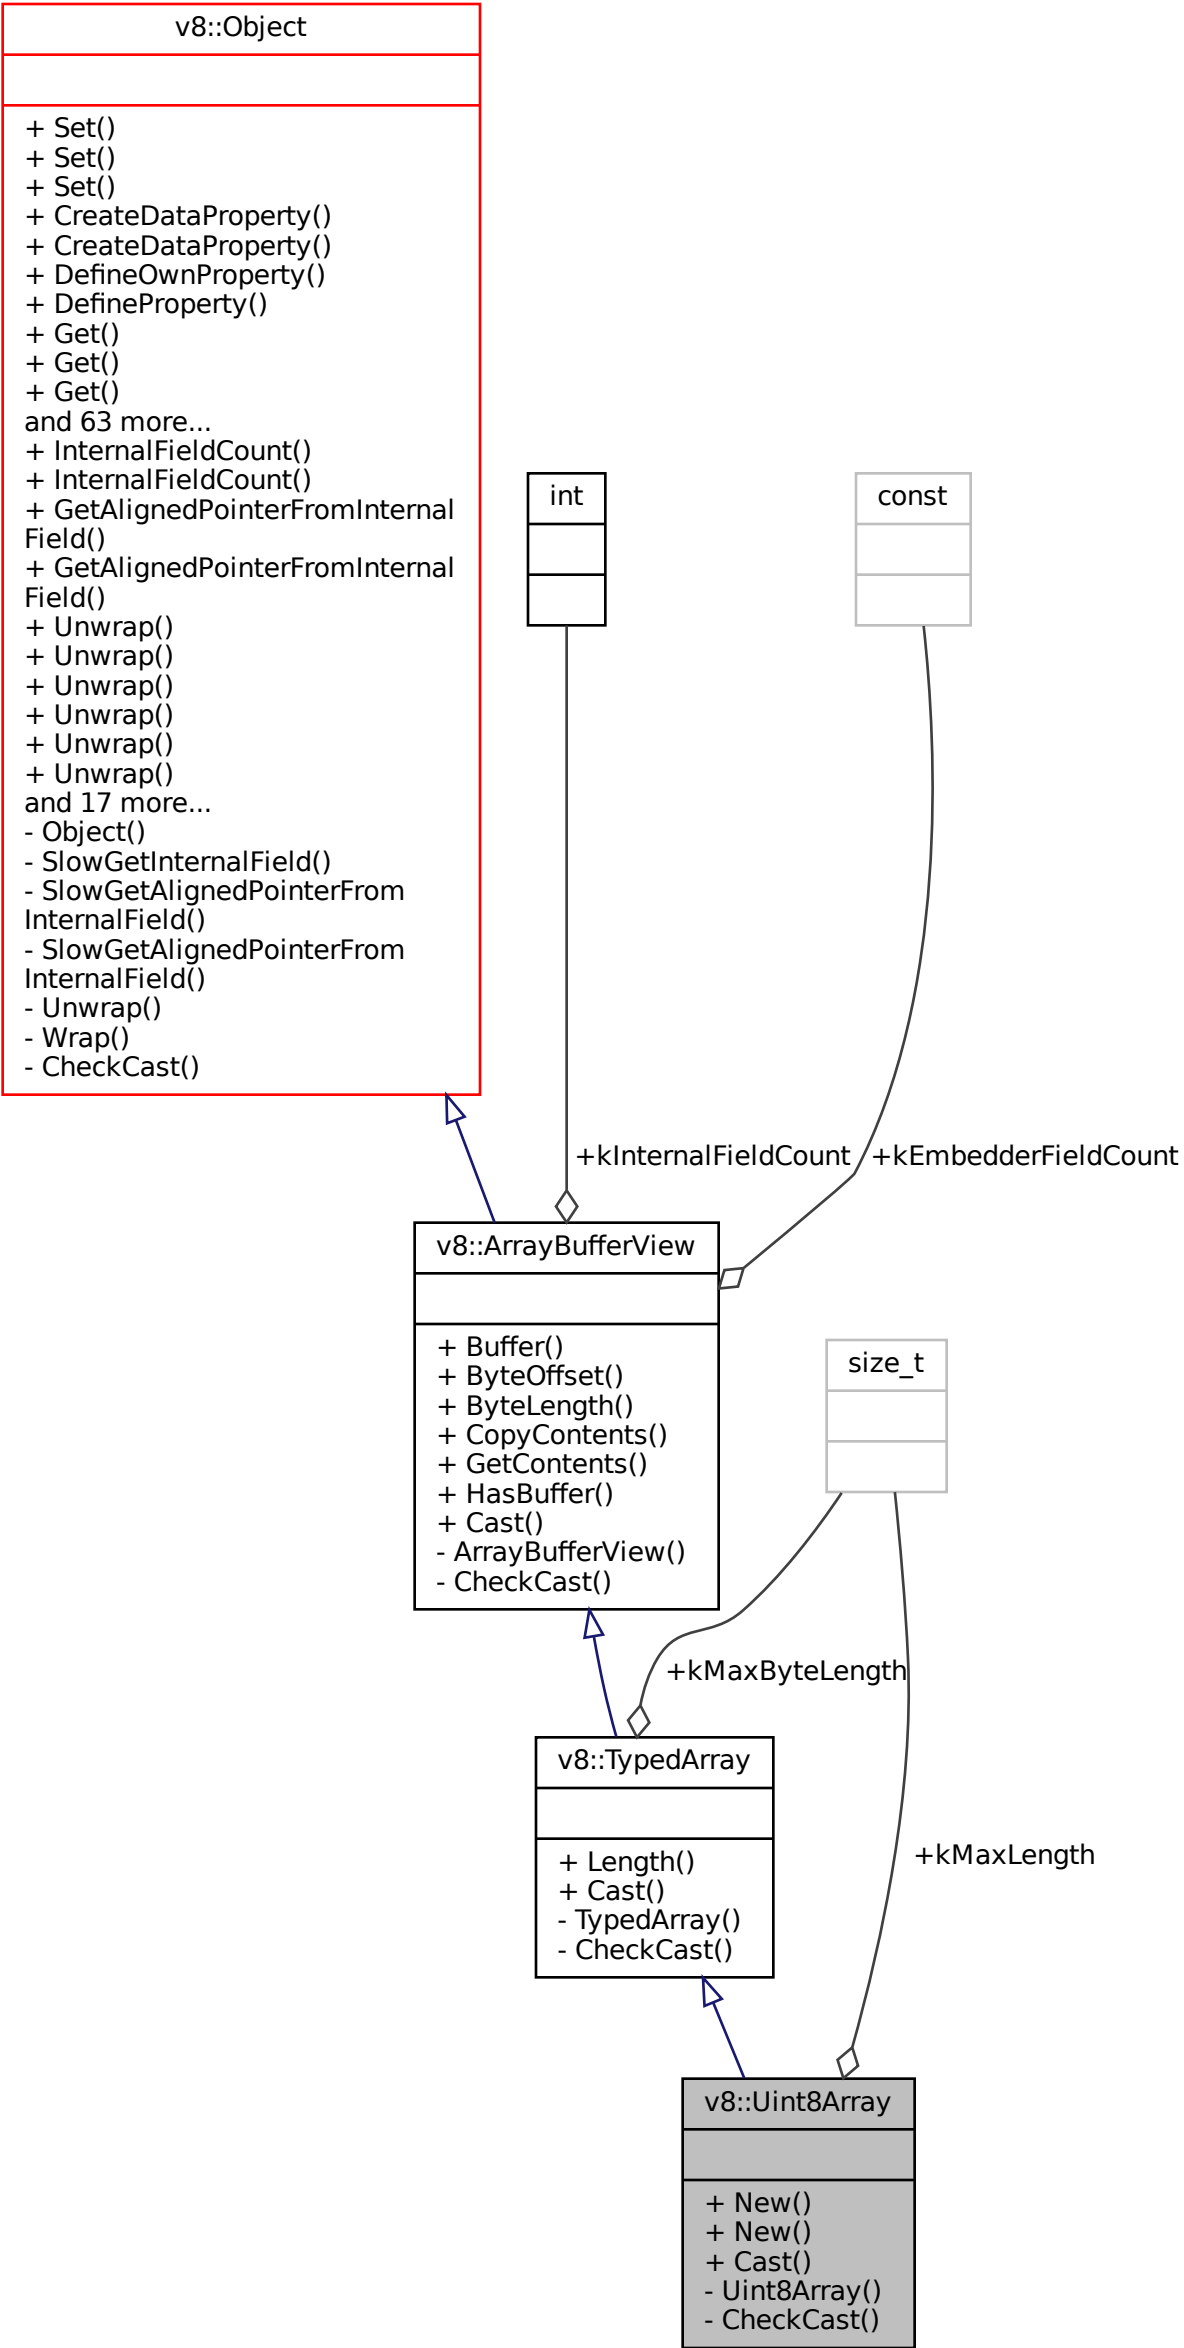 v8::Object
+ Set()
+ Set()
+ Set()
+ CreateDataProperty()
+ CreateDataProperty()
+ DefineOwnProperty()
+ DefineProperty()
+ Get()
+ Get()
+ Get()
and 63 more...
+ InternalFieldCount()
+ InternalFieldCount()
+ GetAlignedPointerFromInternal
Field()
+ GetAlignedPointerFromInternal
Field()
+ Unwrap()
+ Unwrap()
+ Unwrap()
+ Unwrap()
+ Unwrap()
+ Unwrap()
and 17 more...
- Object()
- SlowGetInternalField()
- SlowGetAlignedPointerFrom
InternalField()
- SlowGetAlignedPointerFrom
InternalField()
- Unwrap()
- Wrap()
- CheckCast()
int
const
+kInternalFieldCount
+kEmbedderFieldCount
v8::ArrayBufferView
+ Buffer()
+ ByteOffset()
+ ByteLength()
+ CopyContents()
+ GetContents()
+ HasBuffer()
+ Cast()
- ArrayBufferView()
- CheckCast()
size_t
+kMaxByteLength
v8::TypedArray
+ Length()
+ Cast()
- TypedArray()
- CheckCast()
+kMaxLength
v8::Uint8Array
+ New()
+ New()
+ Cast()
- Uint8Array()
- CheckCast()